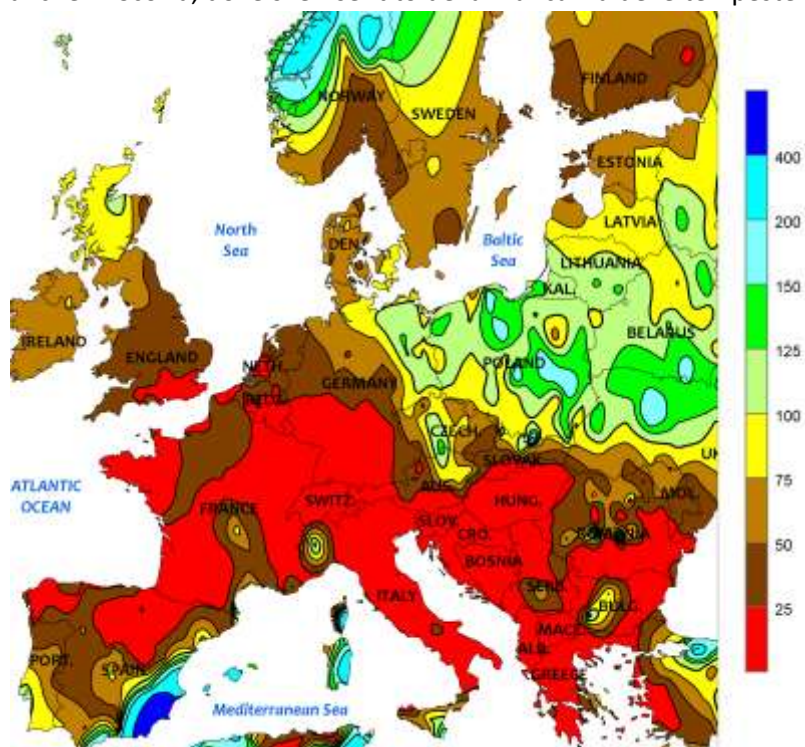 NORWAY
SWEDEN
FINLAND
ESTONIA
LATVIA
LITHUANIA
KAL.
BELARUS
North
Sea
Baltic
Sea
DEN.
IRELAND
ENGLAND
NETH.
GERMANY
POLAND
CZECH.
SLOVAK.
AUS.
HUNG.
MOL.
ATLANTIC
OCEAN
FRANCE
SWITZ.
SLOV.
CRO.
BOSNIA
SERB.
BULG.
MACE.
ALB.
GREECE
ITALY
PORT.
SPAIN
Mediterranean Sea
400
200
150
125
100
75
50
25